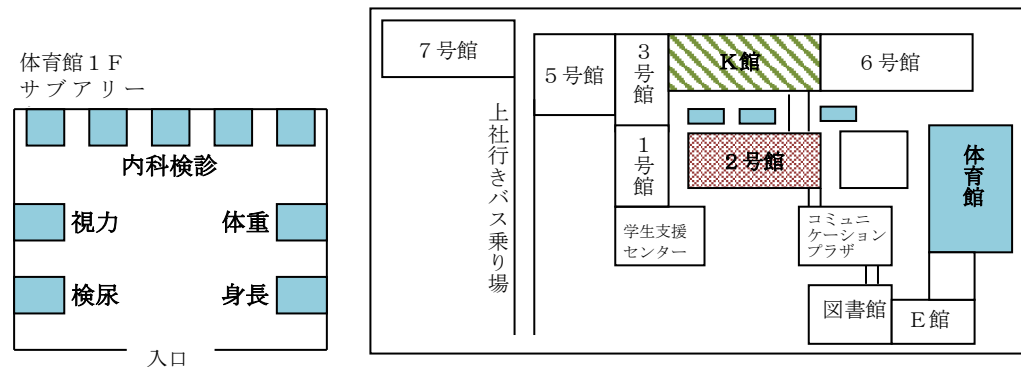 体育館１Ｆ
サブアリー
内科検診
視力
体重
検尿
身長
入口
７号館
５号館
３号館
K館
６号館
上社行きバス乗り場
１号館
２号館
体育館
学生支援
センター
コミュニ
ケーション
プラザ
図書館
Ｅ館